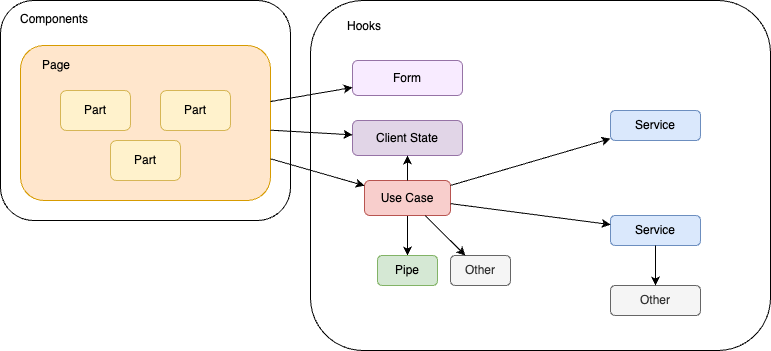 Components
Hooks
Page
Form
Part
Part
Service
Client State
Part
Use Case
Service
Pipe
Other
Other